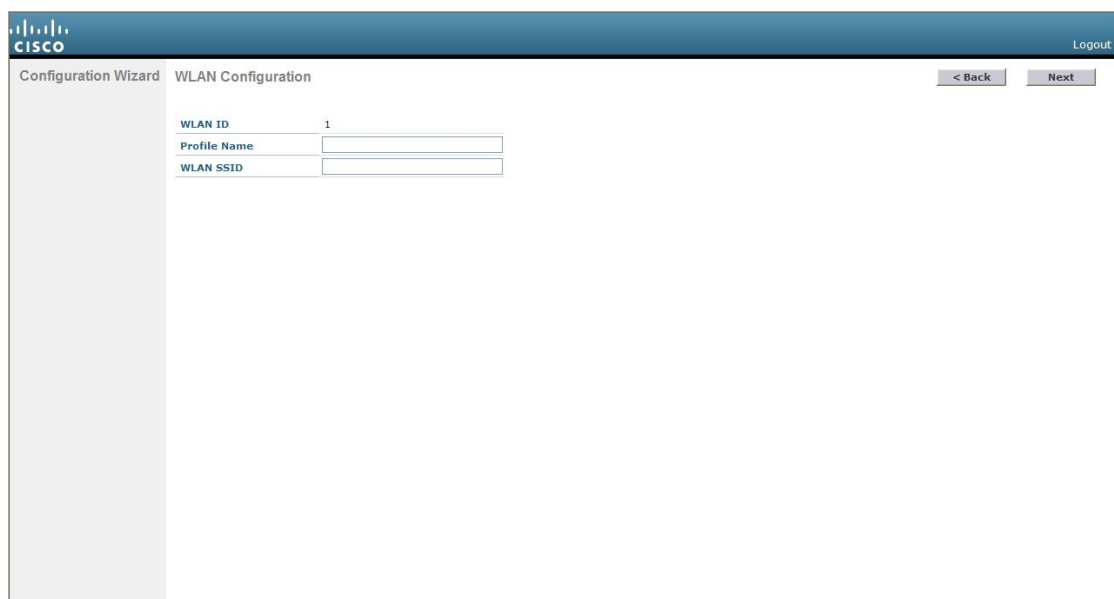 CISCO
Logout
Configuration Wizard
WLAN Configuration
< Back
Next
WLAN ID 1
Profile Name
WLAN SSID